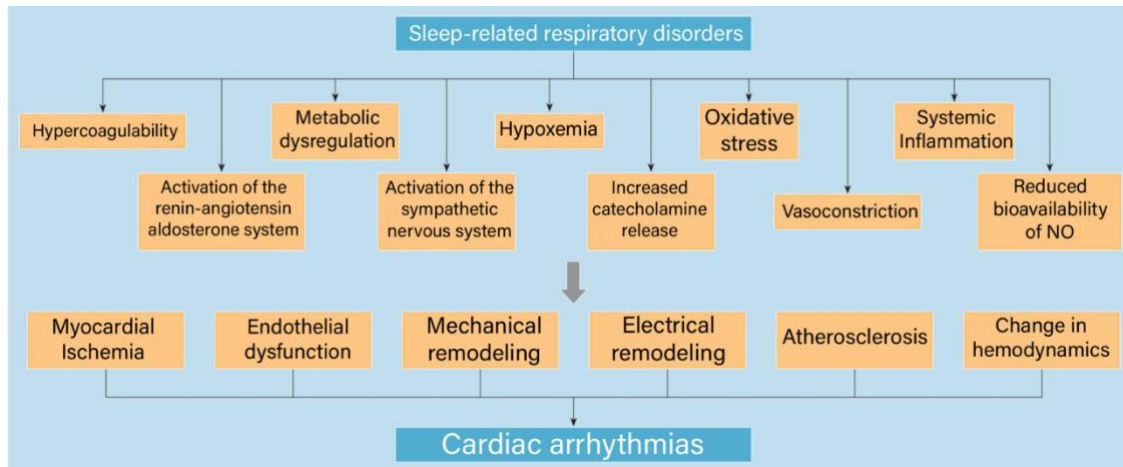 Sleep-related respiratory disorders
Hypercoagulability
Metabolic
dysregulation
Hypoxemia
Oxidative
stress
Systemic
Inflammation
Activation of the
renin-angiotensin
aldosterone system
Activation of the
sympathetic
nervous system
Increased
catecholamine
release
Vasoconstriction
Reduced
bioavailability
of NO
Myocardial
Ischemia
Endothelial
dysfunction
Mechanical
remodeling
Electrical
remodeling
Atherosclerosis
Change in
hemodynamics
Cardiac arrhythmias